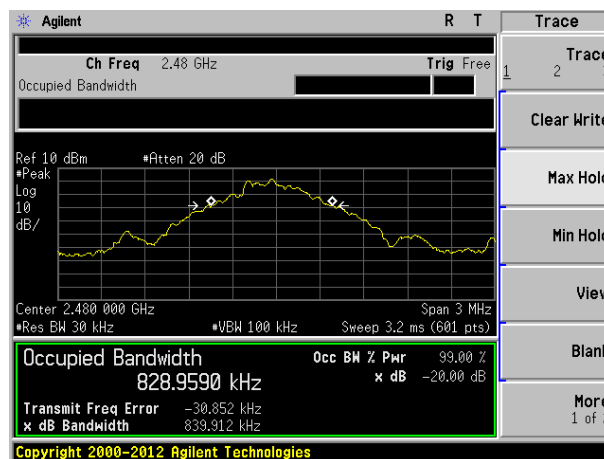 Agilent R T Trace
Ch Freq 2.48 GHz Trig Free
Occupied Bandwidth
Trace
1 2
Clear Write
Max Hold
Min Hold
View
Blank
More
1 of
Ref 10 dBm #Atten 20 dB
#Peak
Log
10
dB/
Center 2.480 000 GHz Span 3 MHz
#Res BW 30 kHz #VBW 100 kHz Sweep 3.2 ms (601 pts)
Occupied Bandwidth Occ BW % Pwr 99.00 %
828.9590 kHz x dB -20.00 dB
Transmit Freq Error -30.852 kHz
x dB Bandwidth 839.912 kHz
Copyright 2000-2012 Agilent Technologies